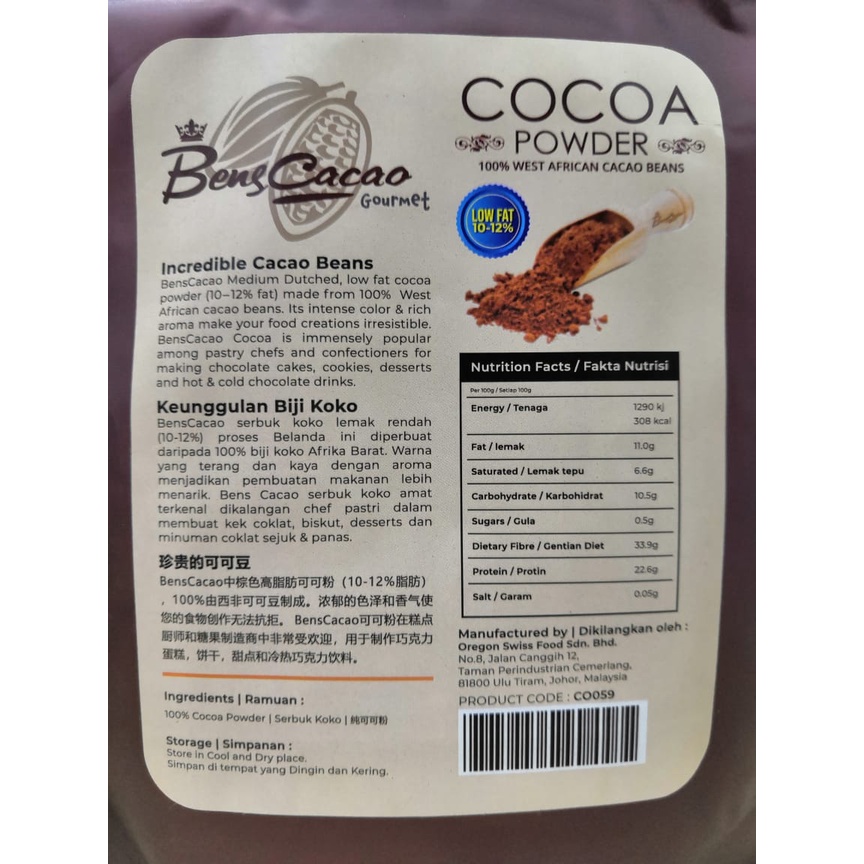 BensCacao
Gourmet
COCOA
POWDER
100% WEST AFRICAN CACAO BEANS
LOW FAT
10-12%
Incredible Cacao Beans
BensCacao Medium Dutched, low fat cocoa
powder (10–12% fat) made from 100% West
African cacao beans. Its intense color & rich
aroma make your food creations irresistible.
BensCacao Cocoa is immensely popular
among pastry chefs and confectioners for
making chocolate cakes, cookies, desserts
and hot & cold chocolate drinks.
Keunggulan Biji Koko
BensCacao serbuk koko lemak rendah
(10-12%) proses Belanda ini diperbuat
daripada 100% biji koko Afrika Barat. Warna
yang terang dan kaya dengan aroma
menjadikan pembuatan makanan lebih
menarik. Bens Cacao serbuk koko amat
terkenal dikalangan chef pastri dalam
membuat kek coklat, biskut, desserts dan
minuman coklat sejuk & panas.
珍贵的可可豆
BensCacao中棕色高脂肪可可粉（10-12%脂肪）
，100%由西非可可豆制成。浓郁的色泽和香气使
您的食物创作无法抗拒。 BensCacao可可粉在糕点
厨师和糖果制造商中非常受欢迎，用于制作巧克力
蛋糕，饼干，甜点和冷热巧克力饮料。
Ingredients | Ramuan :
100% Cocoa Powder | Serbuk Koko | 純可可粉
Storage | Simpanan :
Store in Cool and Dry place.
Simpan di tempat yang Dingin dan Kering.
Nutrition Facts / Fakta Nutrisi
Per 100g / Setiap 100g
Energy / Tenaga 1290 kj
308 kcal
Fat / lemak 11.0g
Saturated / Lemak tepu 6.6g
Carbohydrate / Karbohidrat 10.5g
Sugars / Gula 0.5g
Dietary Fibre / Gentian Diet 33.9g
Protein / Protin 22.6g
Salt / Garam 0.05g
Manufactured by | Dikilangkan oleh :
Oregon Swiss Food Sdn. Bhd.
No.8, Jalan Canggih 12,
Taman Perindustrian Cemerlang,
81800 Ulu Tiram, Johor, Malaysia
PRODUCT CODE : CO059